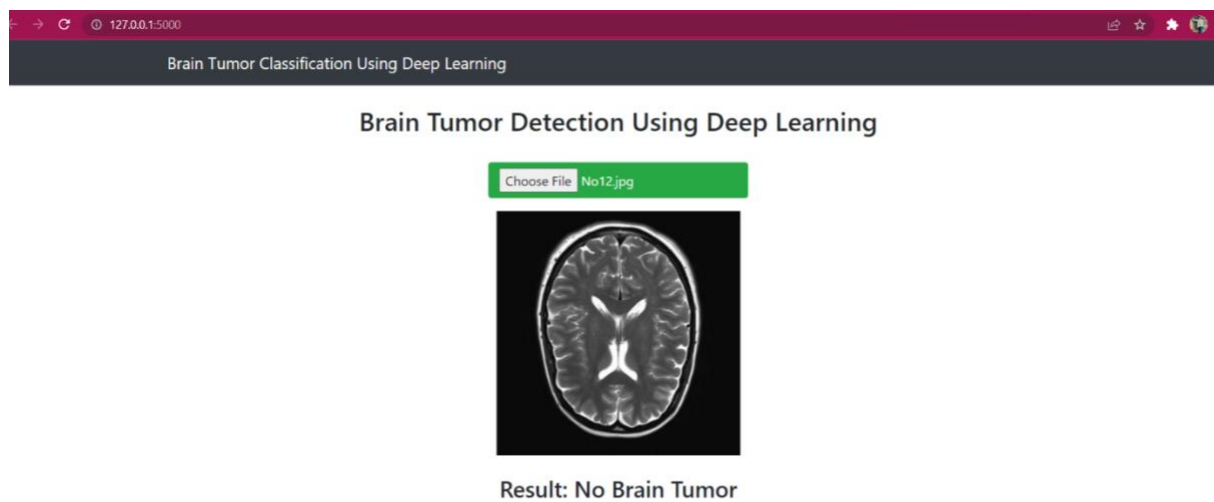 127.0.0.1:5000
Brain Tumor Classification Using Deep Learning
Brain Tumor Detection Using Deep Learning
Choose File No12.jpg
Result: No Brain Tumor